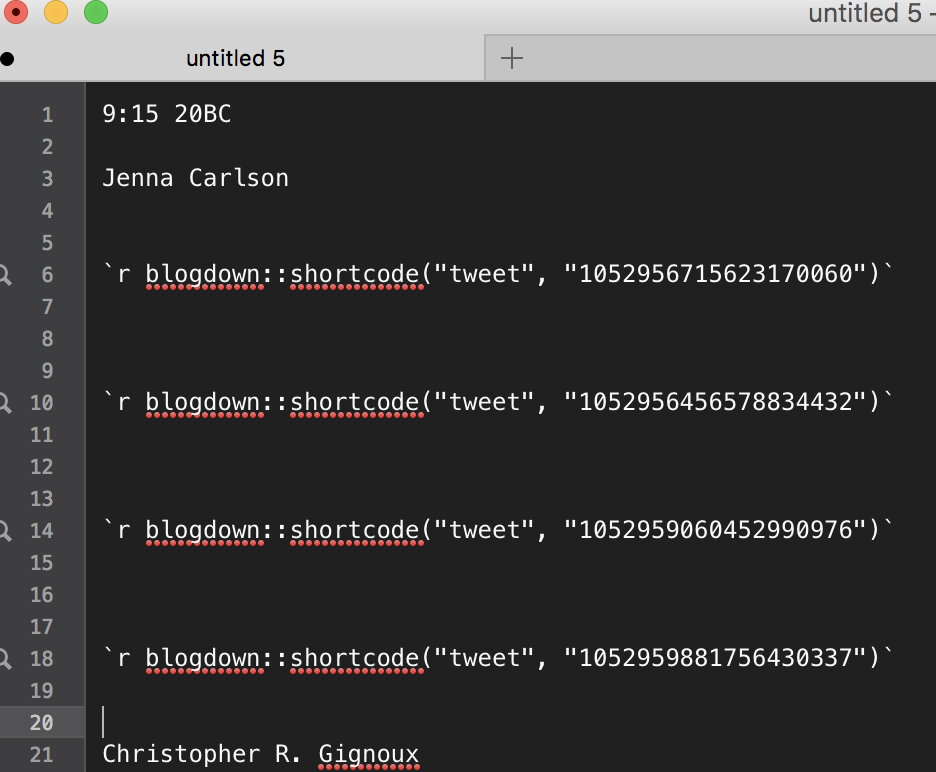 untitled 5 -
untitled 5
1 9:15 20BC
2
3 Jenna Carlson
4
5
6 `r blogdown::shortcode("tweet", "1052956715623170060")`
7
8
9
10 `r blogdown::shortcode("tweet", "1052956456578834432")`
11
12
13
14 `r blogdown::shortcode("tweet", "1052959060452990976")`
15
16
17
18 `r blogdown::shortcode("tweet", "1052959881756430337")`
19
20
21 Christopher R. Gignoux